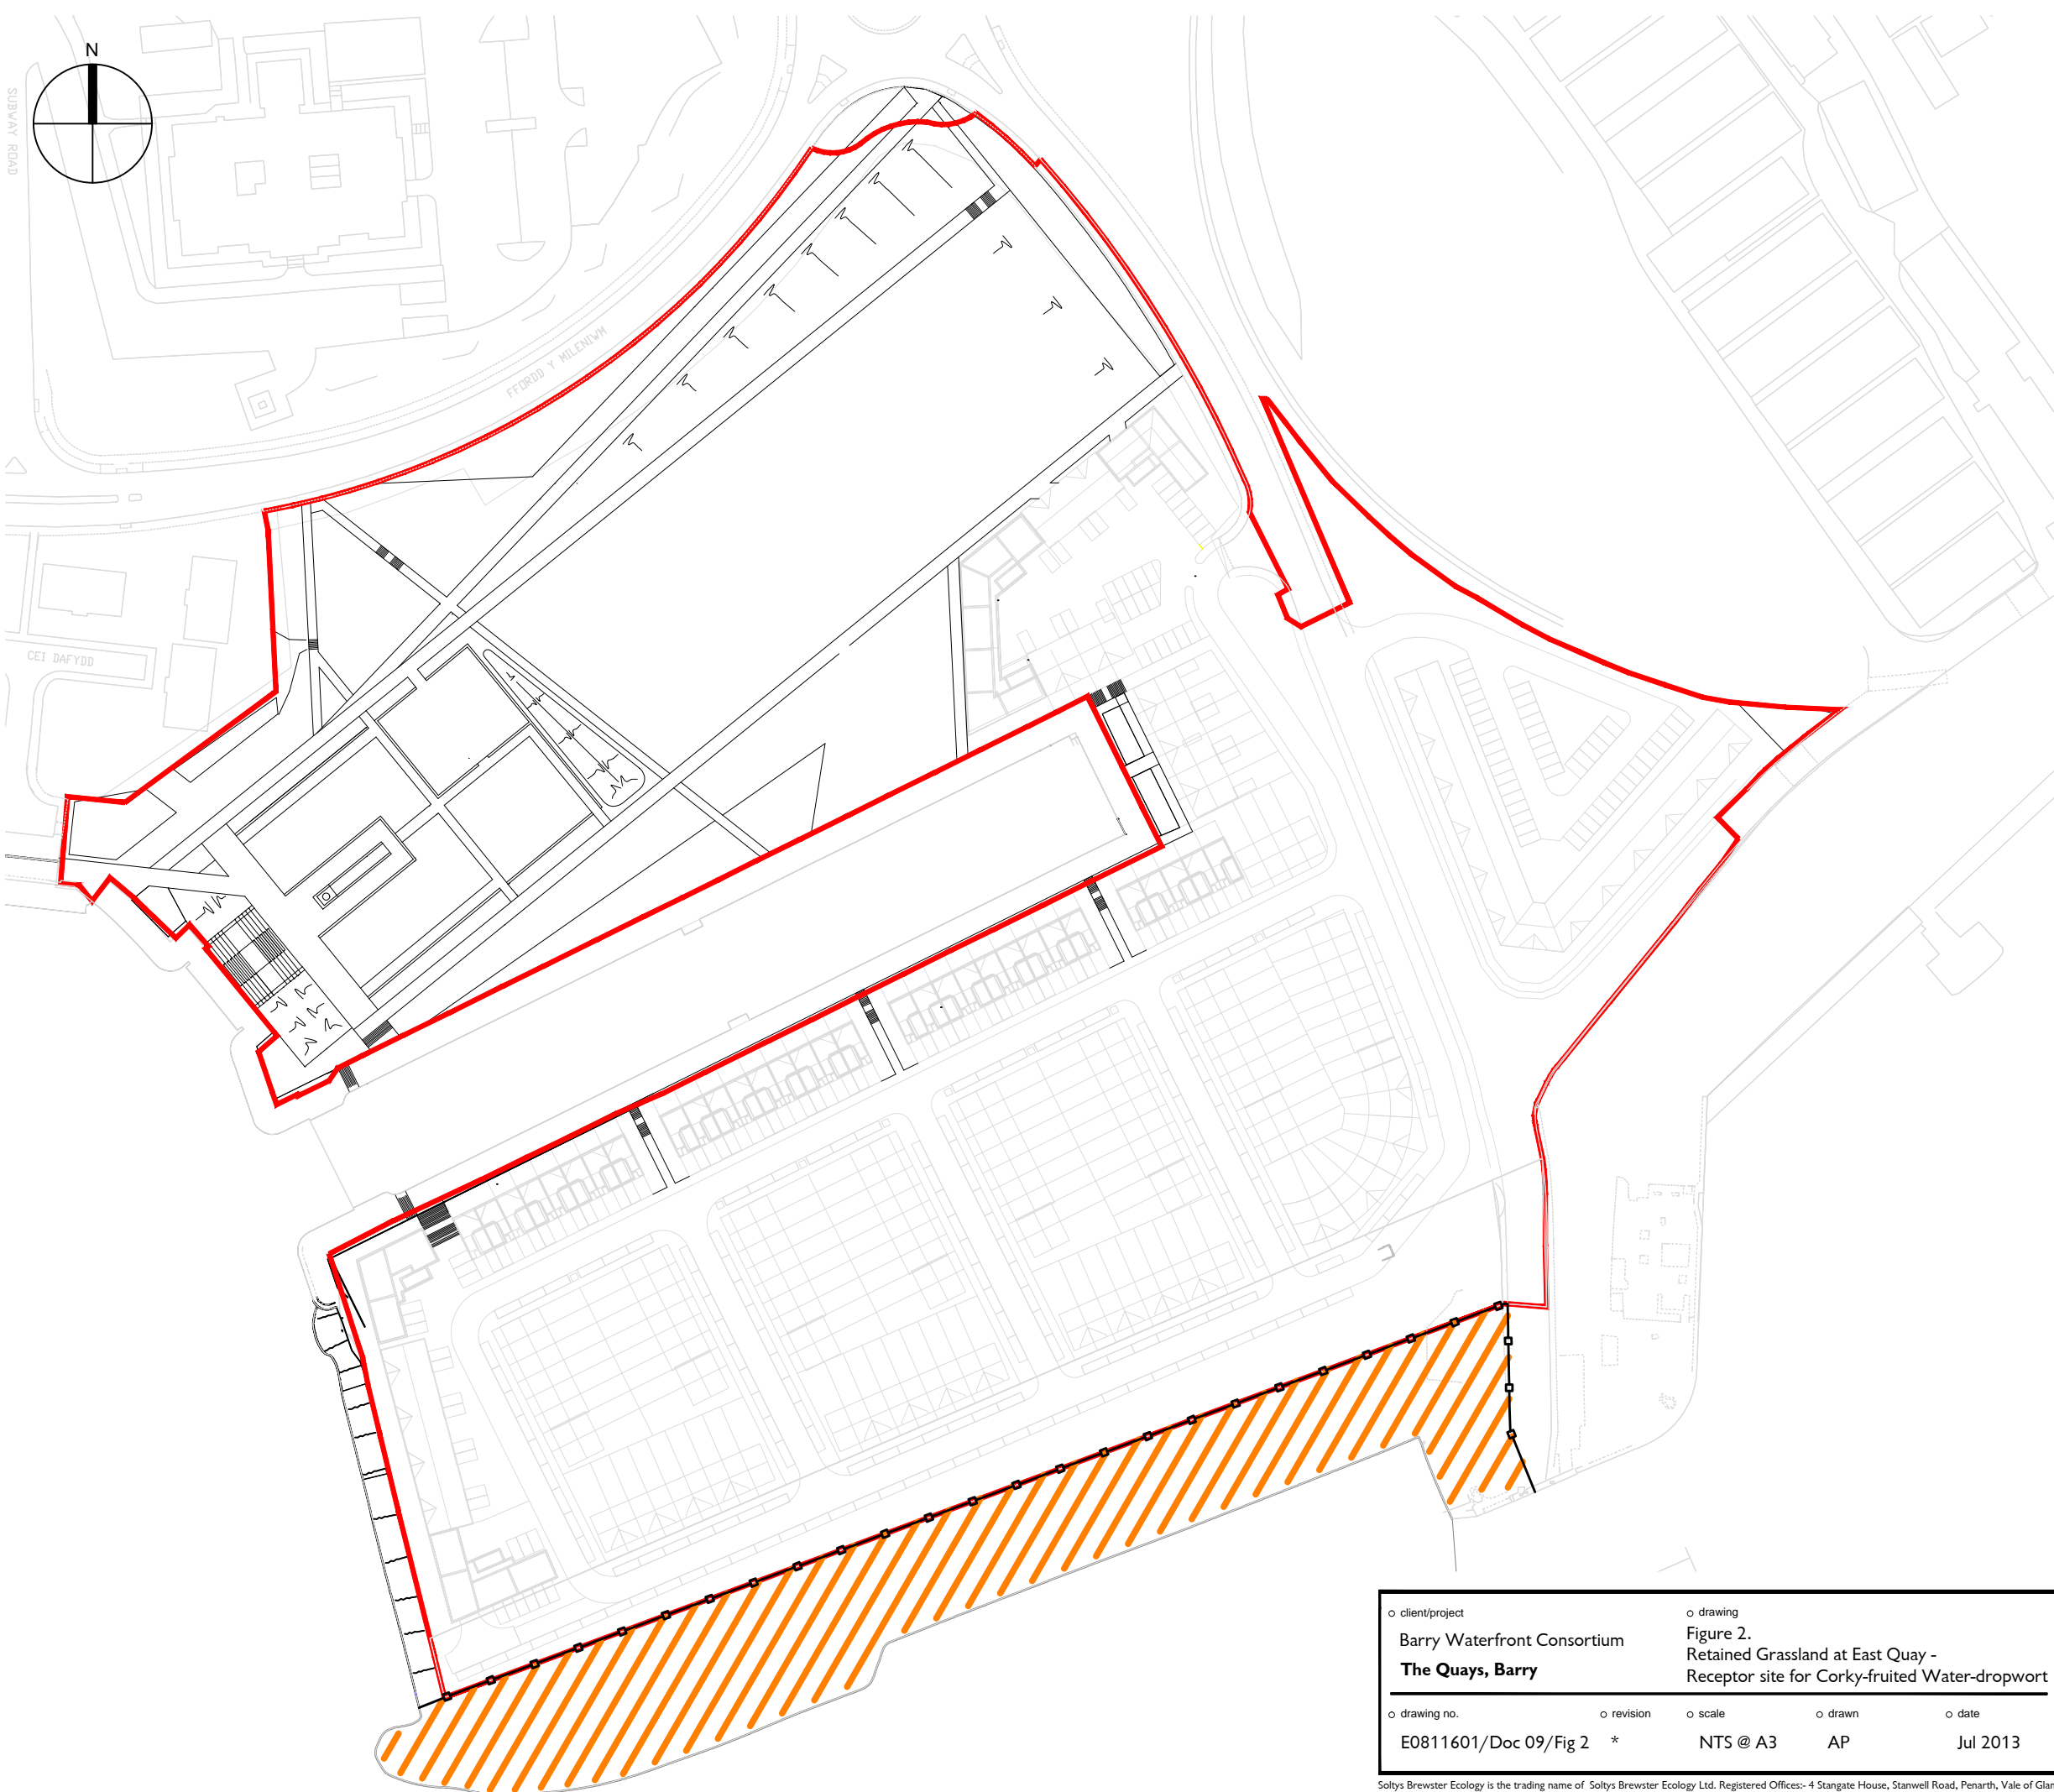 N
SUBWAY ROAD
FFORDD Y MILENIWM
CEI DAFYDD
client/project
Barry Waterfront Consortium
The Quays, Barry
drawing
Figure 2.
Retained Grassland at East Quay -
Receptor site for Corky-fruited Water-dropwort
drawing no.
E0811601/Doc 09/Fig 2
revision
*
scale
NTS @ A3
drawn
AP
date
Jul 2013
Soltys Brewster Ecology is the trading name of Soltys Brewster Ecology Ltd. Registered Offices:- 4 Stangate House, Stanwell Road, Penarth, Vale of